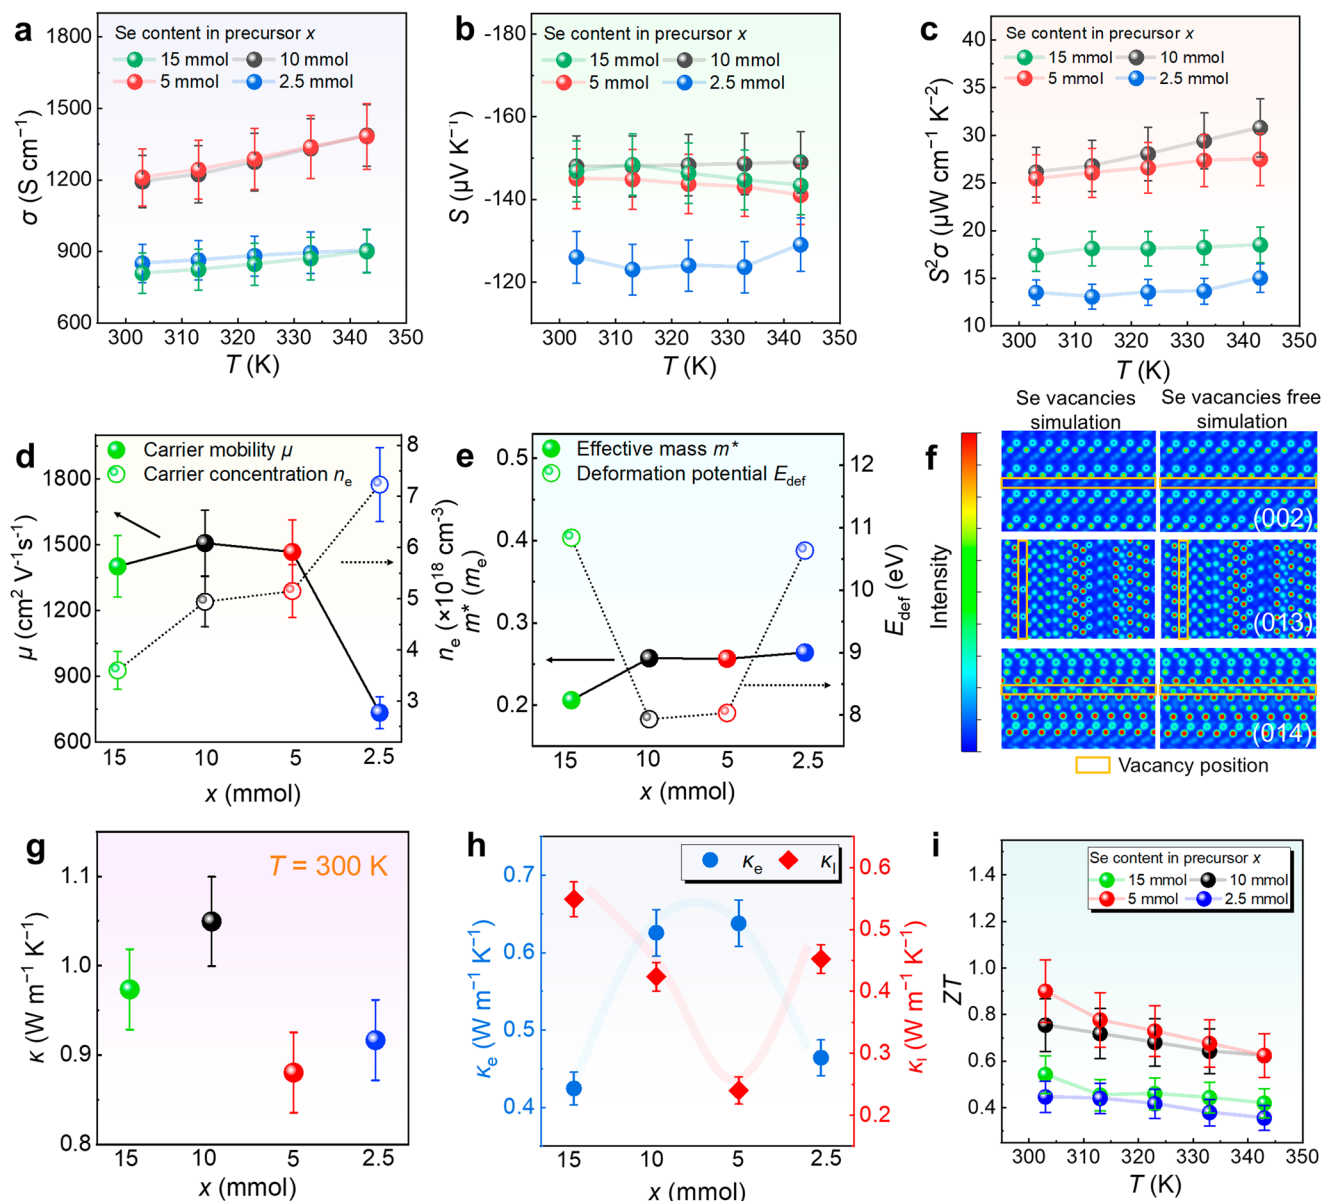 a
Se content in precursor x
15 mmol
10 mmol
5 mmol
2.5 mmol
1800
1500
1200
900
600
σ (S cm⁻¹)
300 310 320 330 340 350
T (K)
b
Se content in precursor x
15 mmol
10 mmol
5 mmol
2.5 mmol
-180
-160
-140
-120
S (μV K⁻¹)
300 310 320 330 340 350
T (K)
c
Se content in precursor x
15 mmol
10 mmol
5 mmol
2.5 mmol
40
35
30
25
20
15
10
S²σ (μW cm⁻¹ K⁻²)
300 310 320 330 340 350
T (K)
d
Carrier mobility μ
Carrier concentration nₑ
1800
1500
1200
900
600
μ (cm² V⁻¹s⁻¹)
8
7
6
5
4
3
nₑ (×10¹⁸ cm⁻³)
15 10 5 2.5
x (mmol)
e
Effective mass m*
Deformation potential E_def
0.5
0.4
0.3
0.2
m* (mₑ)
12
11
10
9
8
E_def (eV)
15 10 5 2.5
x (mmol)
f
Se vacancies
simulation
Se vacancies free
simulation
Intensity
(002)
(013)
(014)
Vacancy position
g
T = 300 K
1.1
1.0
0.9
0.8
κ (W m⁻¹ K⁻¹)
15 10 5 2.5
x (mmol)
h
κₑ
κₗ
0.7
0.6
0.5
0.4
κₑ (W m⁻¹ K⁻¹)
0.6
0.5
0.4
0.3
0.2
κₗ (W m⁻¹ K⁻¹)
15 10 5 2.5
x (mmol)
i
Se content in precursor x
15 mmol
10 mmol
5 mmol
2.5 mmol
1.4
1.2
1.0
0.8
0.6
0.4
ZT
300 310 320 330 340 350
T (K)